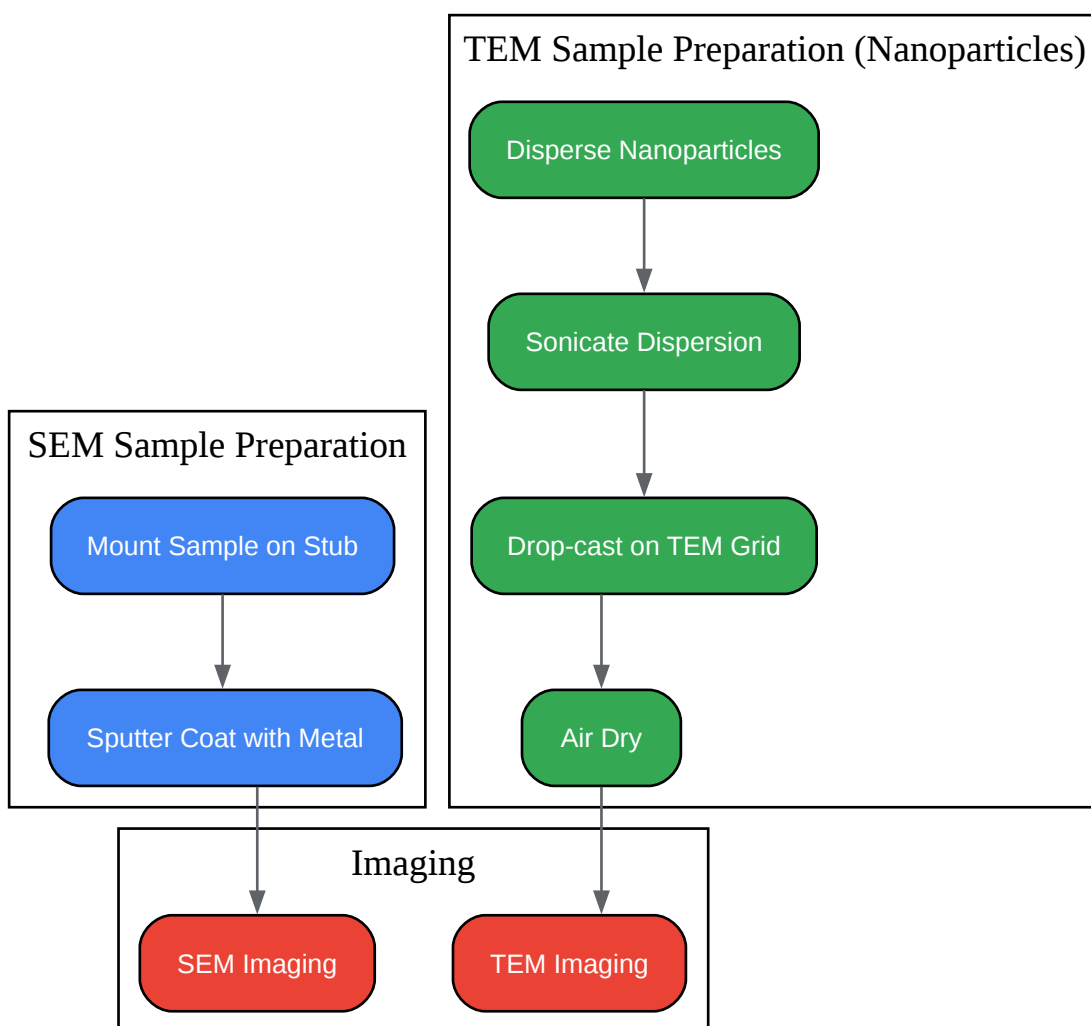 TEM Sample Preparation (Nanoparticles)
Disperse Nanoparticles
Sonicate Dispersion
Drop-cast on TEM Grid
Air Dry
SEM Sample Preparation
Mount Sample on Stub
Sputter Coat with Metal
Imaging
SEM Imaging
TEM Imaging